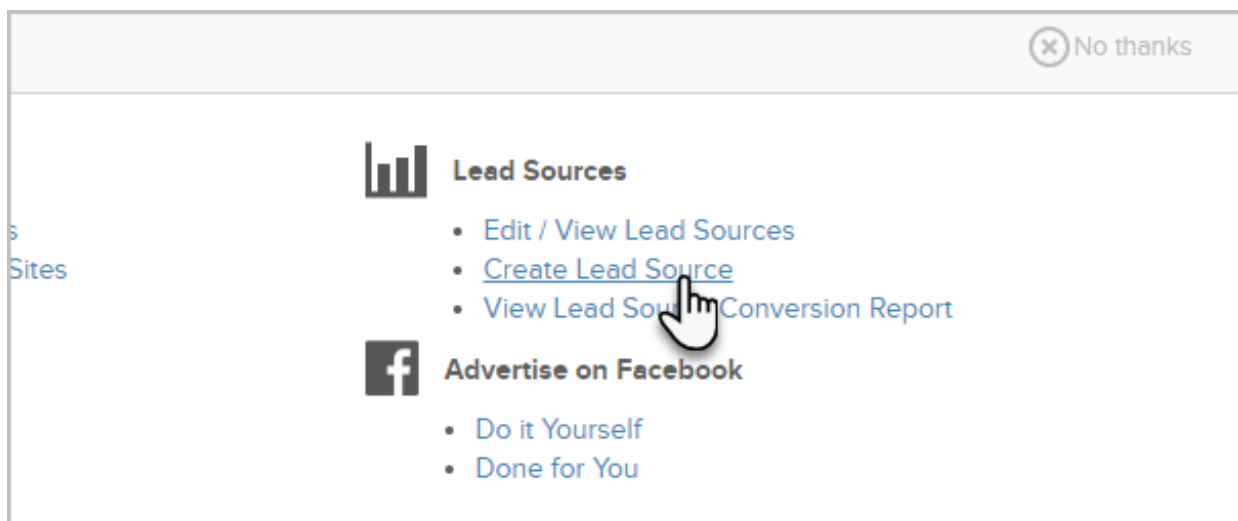 No thanks
Lead Sources
s
Edit / View Lead Sources
Sites
Create Lead Source
View Lead Source Conversion Report
Advertise on Facebook
Do it Yourself
Done for You